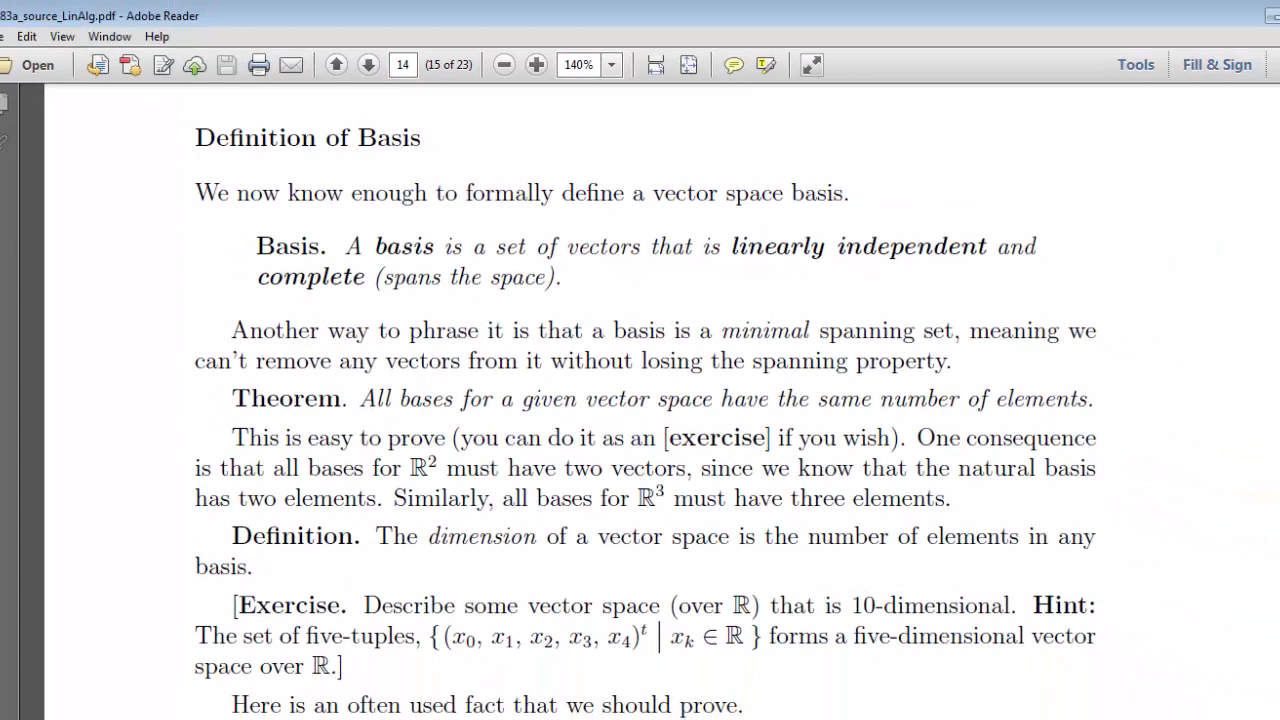 83a_source_LinAlg.pdf - Adobe Reader
Edit View Window Help
Open 14 (15 of 23) 140% Tools Fill & Sign
Definition of Basis
We now know enough to formally define a vector space basis.
Basis. A basis is a set of vectors that is linearly independent and
complete (spans the space).
Another way to phrase it is that a basis is a minimal spanning set, meaning we
can't remove any vectors from it without losing the spanning property.
Theorem. All bases for a given vector space have the same number of elements.
This is easy to prove (you can do it as an [exercise] if you wish). One consequence
is that all bases for ℝ² must have two vectors, since we know that the natural basis
has two elements. Similarly, all bases for ℝ³ must have three elements.
Definition. The dimension of a vector space is the number of elements in any
basis.
[Exercise. Describe some vector space (over ℝ) that is 10-dimensional. Hint:
The set of five-tuples, {(x₀, x₁, x₂, x₃, x₄)ᵗ | xₖ ∈ ℝ } forms a five-dimensional vector
space over ℝ.]
Here is an often used fact that we should prove.